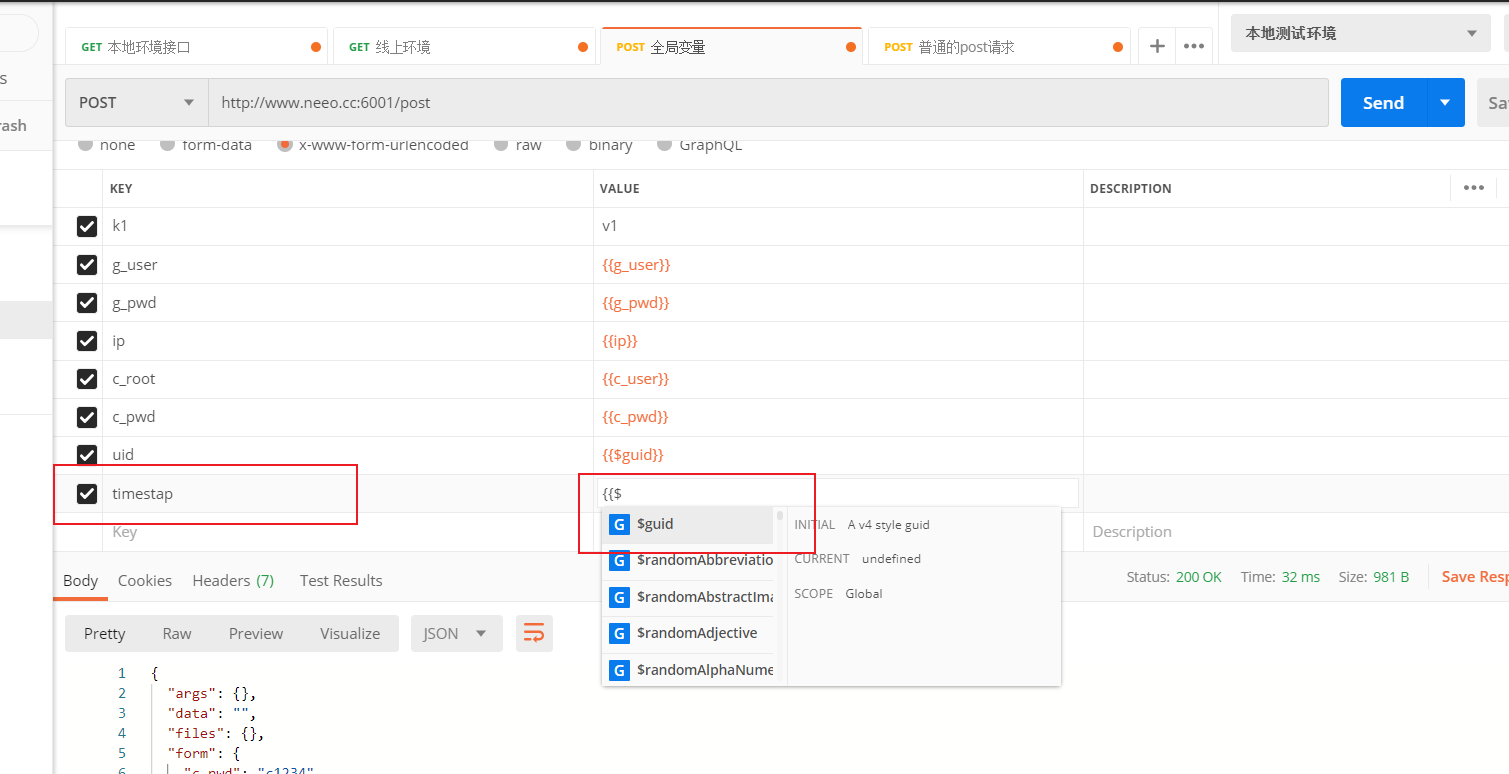 GET 本地环境接口
GET 线上环境
POST 全局变量
POST 普通的post请求
本地测试环境
s
rash
POST
http://www.neeo.cc:6001/post
Send
Sa
none
form-data
x-www-form-urlencoded
raw
binary
GraphQL
KEY VALUE DESCRIPTION
k1 v1
g_user {{g_user}}
g_pwd {{g_pwd}}
ip {{ip}}
c_root {{c_user}}
c_pwd {{c_pwd}}
uid {{$guid}}
timestap {{$
Key Description
G $guid
G $randomAbbreviatio
G $randomAbstractIma
G $randomAdjective
G $randomAlphaNume
INITIAL A v4 style guid
CURRENT undefined
SCOPE Global
Body Cookies Headers (7) Test Results
Status: 200 OK Time: 32 ms Size: 981 B Save Resp
Pretty Raw Preview Visualize JSON
1 {
2 "args": {},
3 "data": "",
4 "files": {},
5 "form": {
6 "c_pwd": "c1234"